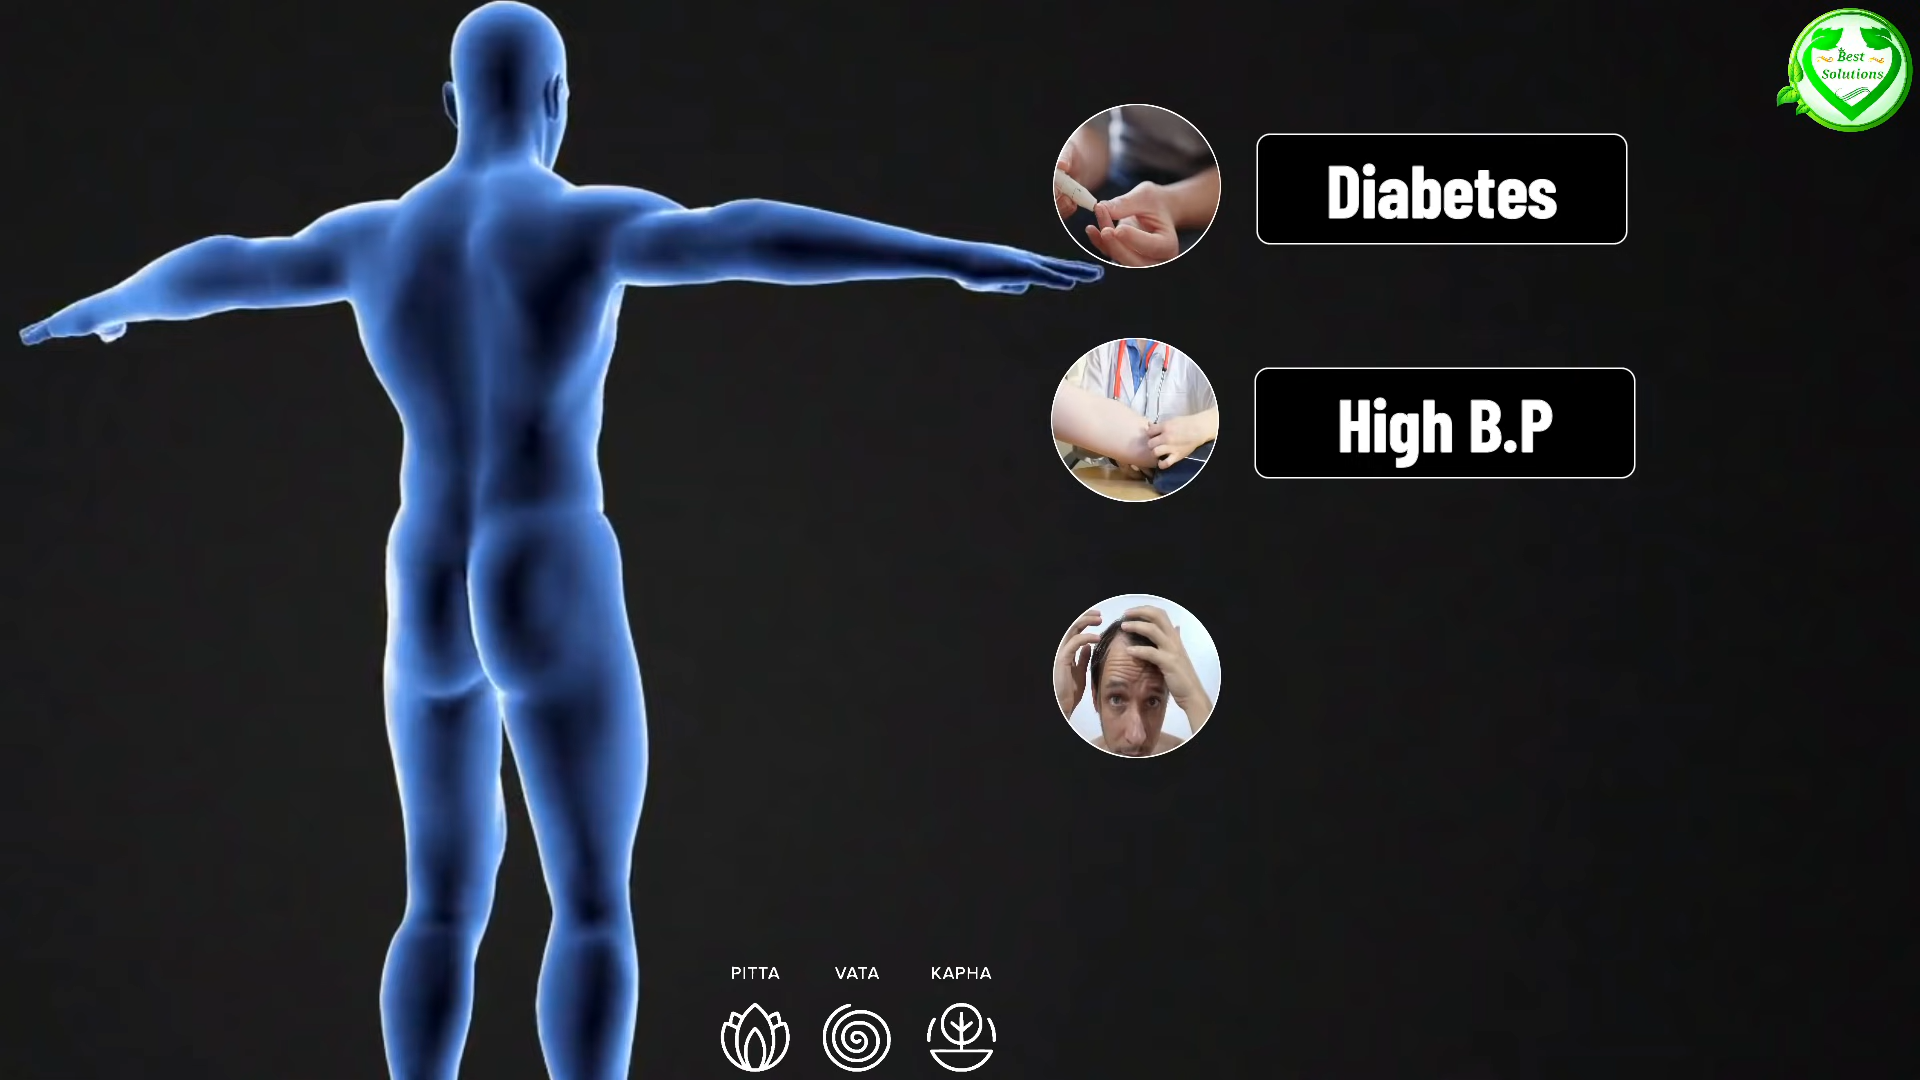 Best
Solutions
Diabetes
High B.P
PITTA VATA KAPHA